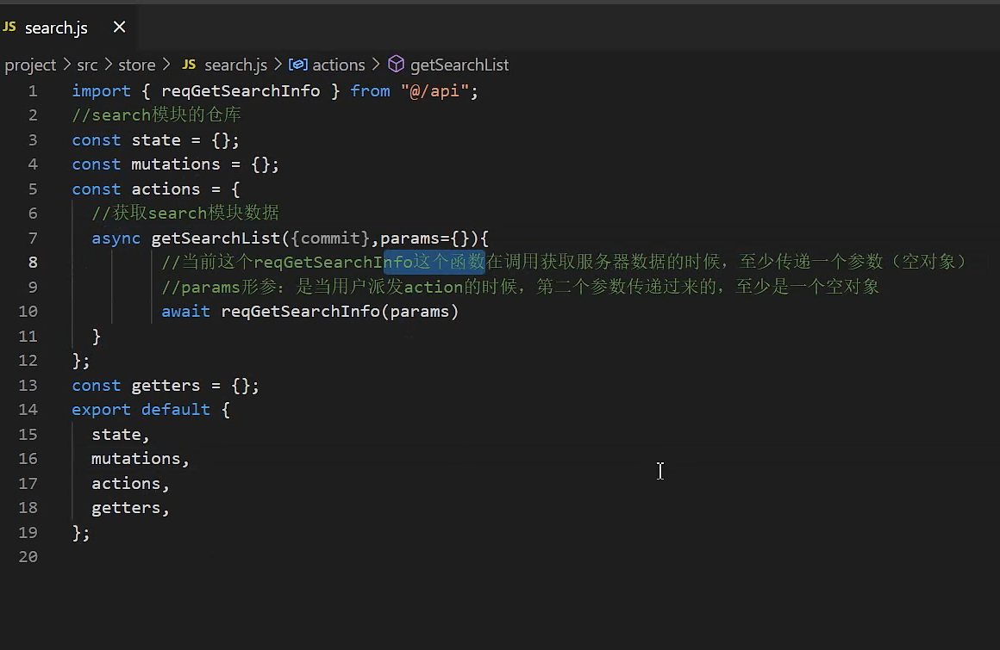 JS search.js ×
project > src > store > JS search.js > actions > getSearchList
1 import { reqGetSearchInfo } from "@/api";
2 //search模块的仓库
3 const state = {};
4 const mutations = {};
5 const actions = {
6 //获取search模块数据
7 async getSearchList({commit},params={}){
8 //当前这个reqGetSearchInfo这个函数在调用获取服务器数据的时候，至少传递一个参数（空对象）
9 //params形参：是当用户派发action的时候，第二个参数传递过来的，至少是一个空对象
10 await reqGetSearchInfo(params)
11 }
12 };
13 const getters = {};
14 export default {
15 state,
16 mutations,
17 actions,
18 getters,
19 };
20